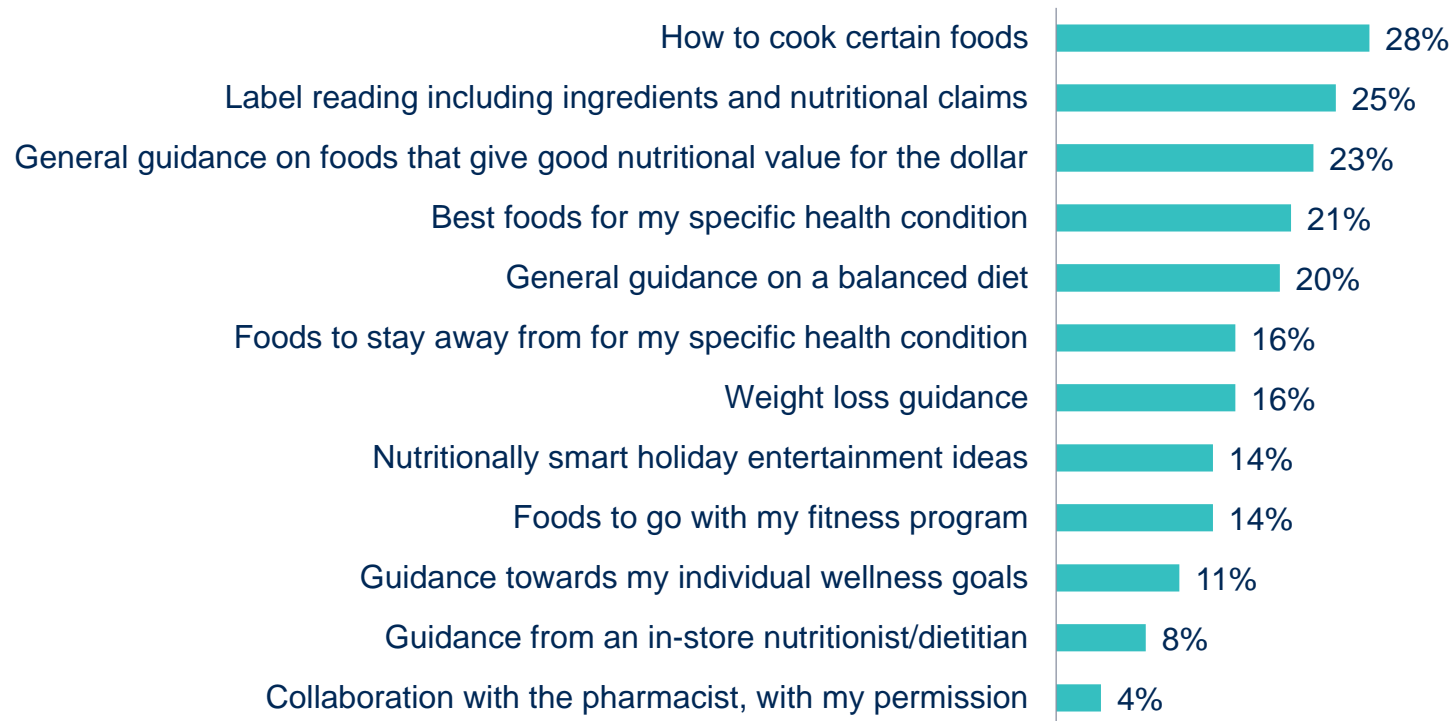 How to cook certain foods 28%
Label reading including ingredients and nutritional claims 25%
General guidance on foods that give good nutritional value for the dollar 23%
Best foods for my specific health condition 21%
General guidance on a balanced diet 20%
Foods to stay away from for my specific health condition 16%
Weight loss guidance 16%
Nutritionally smart holiday entertainment ideas 14%
Foods to go with my fitness program 14%
Guidance towards my individual wellness goals 11%
Guidance from an in-store nutritionist/dietitian 8%
Collaboration with the pharmacist, with my permission 4%